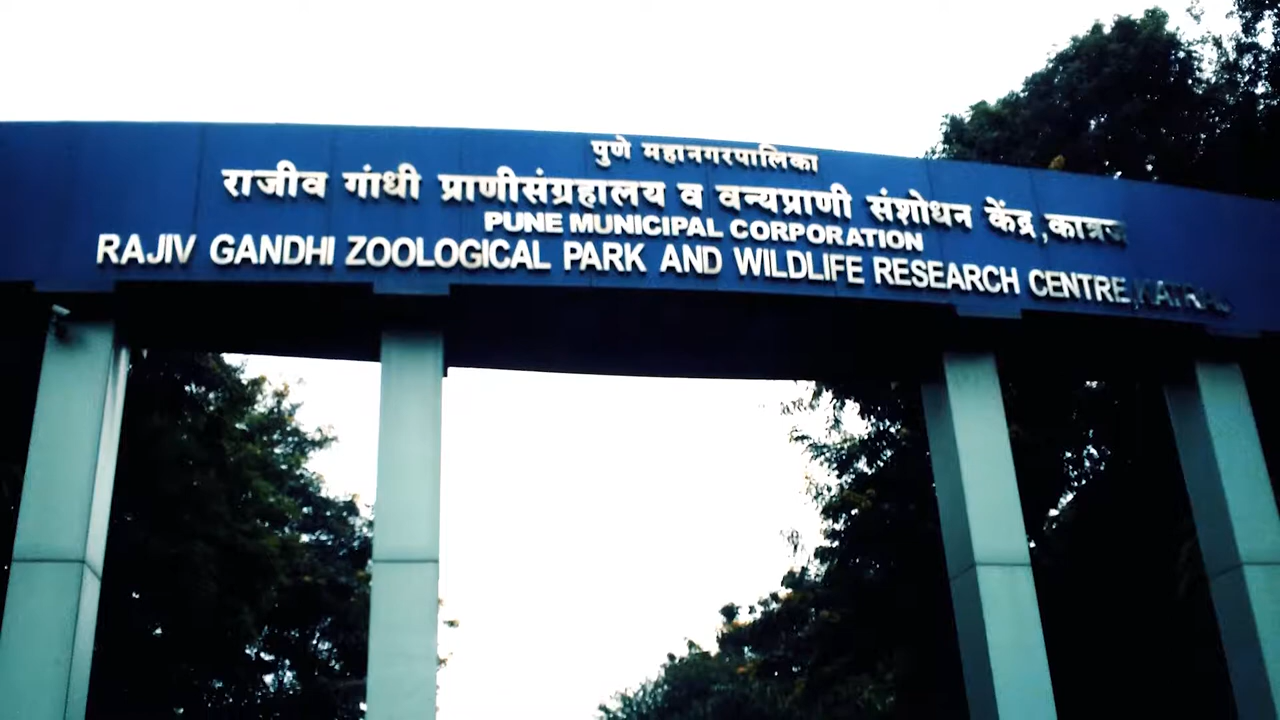 पुणे महानगरपालिका
राजीव गांधी प्राणीसंग्रहालय व वन्यप्राणी संशोधन केंद्र,कात्रज
PUNE MUNICIPAL CORPORATION
RAJIV GANDHI ZOOLOGICAL PARK AND WILDLIFE RESEARCH CENTRE,KATRAJ